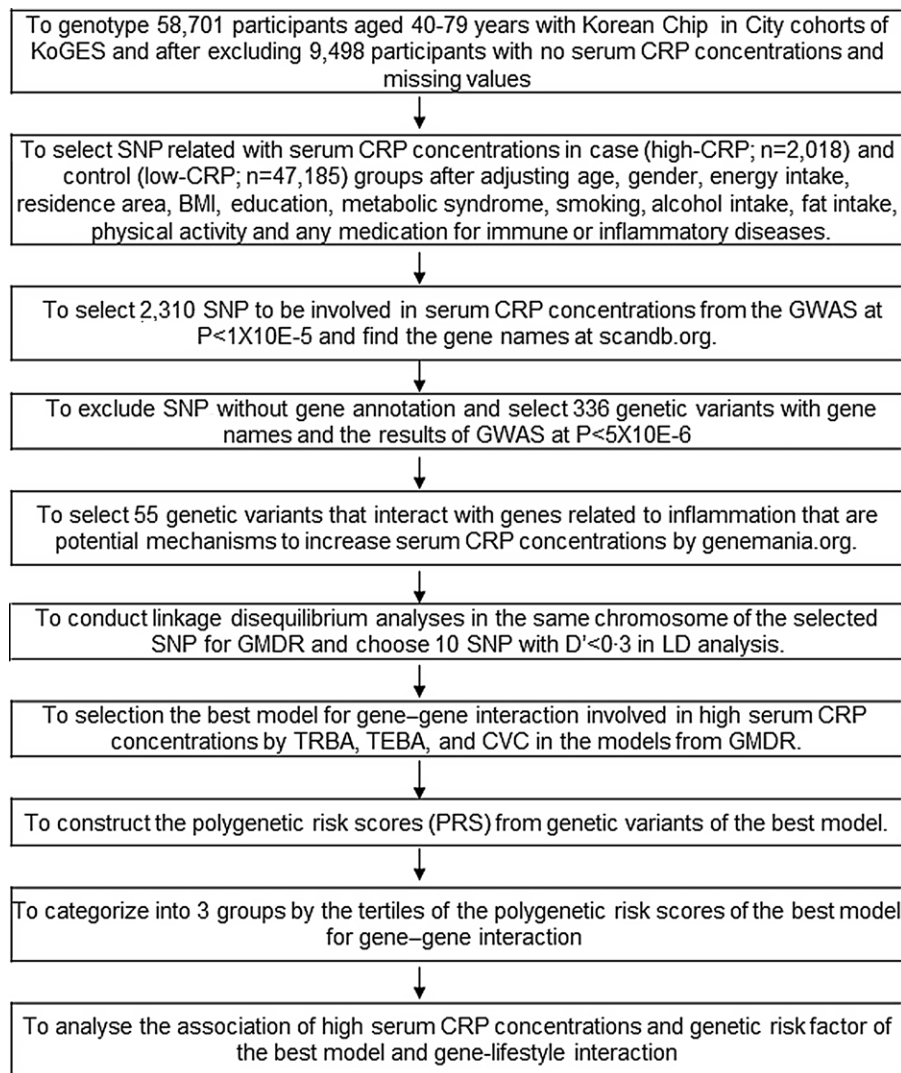 To genotype 58,701 participants aged 40-79 years with Korean Chip in City cohorts of
KoGES and after excluding 9,498 participants with no serum CRP concentrations and
missing values
To select SNP related with serum CRP concentrations in case (high-CRP; n=2,018) and
control (low-CRP; n=47,185) groups after adjusting age, gender, energy intake,
residence area, BMI, education, metabolic syndrome, smoking, alcohol intake, fat intake,
physical activity and any medication for immune or inflammatory diseases.
To select 2,310 SNP to be involved in serum CRP concentrations from the GWAS at
P<1X10E-5 and find the gene names at scandb.org.
To exclude SNP without gene annotation and select 336 genetic variants with gene
names and the results of GWAS at P<5X10E-6
To select 55 genetic variants that interact with genes related to inflammation that are
potential mechanisms to increase serum CRP concentrations by genemania.org.
To conduct linkage disequilibrium analyses in the same chromosome of the selected
SNP for GMDR and choose 10 SNP with D'<0·3 in LD analysis.
To selection the best model for gene–gene interaction involved in high serum CRP
concentrations by TRBA, TEBA, and CVC in the models from GMDR.
To construct the polygenetic risk scores (PRS) from genetic variants of the best model.
To categorize into 3 groups by the tertiles of the polygenetic risk scores of the best model
for gene–gene interaction
To analyse the association of high serum CRP concentrations and genetic risk factor of
the best model and gene-lifestyle interaction